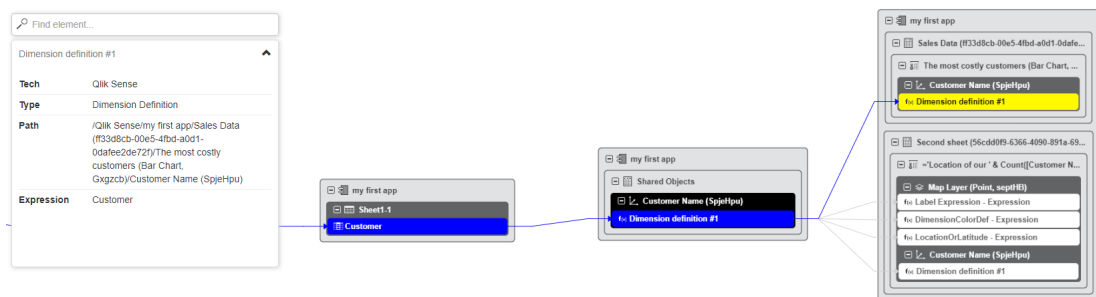 Find element...
Dimension definition #1
Tech Qlik Sense
Type Dimension Definition
Path /Qlik Sense/my first app/Sales Data
(ff33d8cb-00e5-4fbd-a0d1-
0dafee2de72f)/The most costly
customers (Bar Chart,
Gxgzcb)/Customer Name (SpjeHpu)
Expression Customer
my first app
Sheet1-1
Customer
my first app
Shared Objects
Customer Name (SpjeHpu)
f(x) Dimension definition #1
my first app
Sales Data (ff33d8cb-00e5-4fbd-a0d1-0dafe...
The most costly customers (Bar Chart, ...
Customer Name (SpjeHpu)
f(x) Dimension definition #1
Second sheet (56cdd0f9-6366-4090-891a-69...
='Location of our ' & Count([Customer N...
Map Layer (Point, septHB)
f(x) Label Expression - Expression
f(x) DimensionColorDef - Expression
f(x) LocationOrLatitude - Expression
Customer Name (SpjeHpu)
f(x) Dimension definition #1